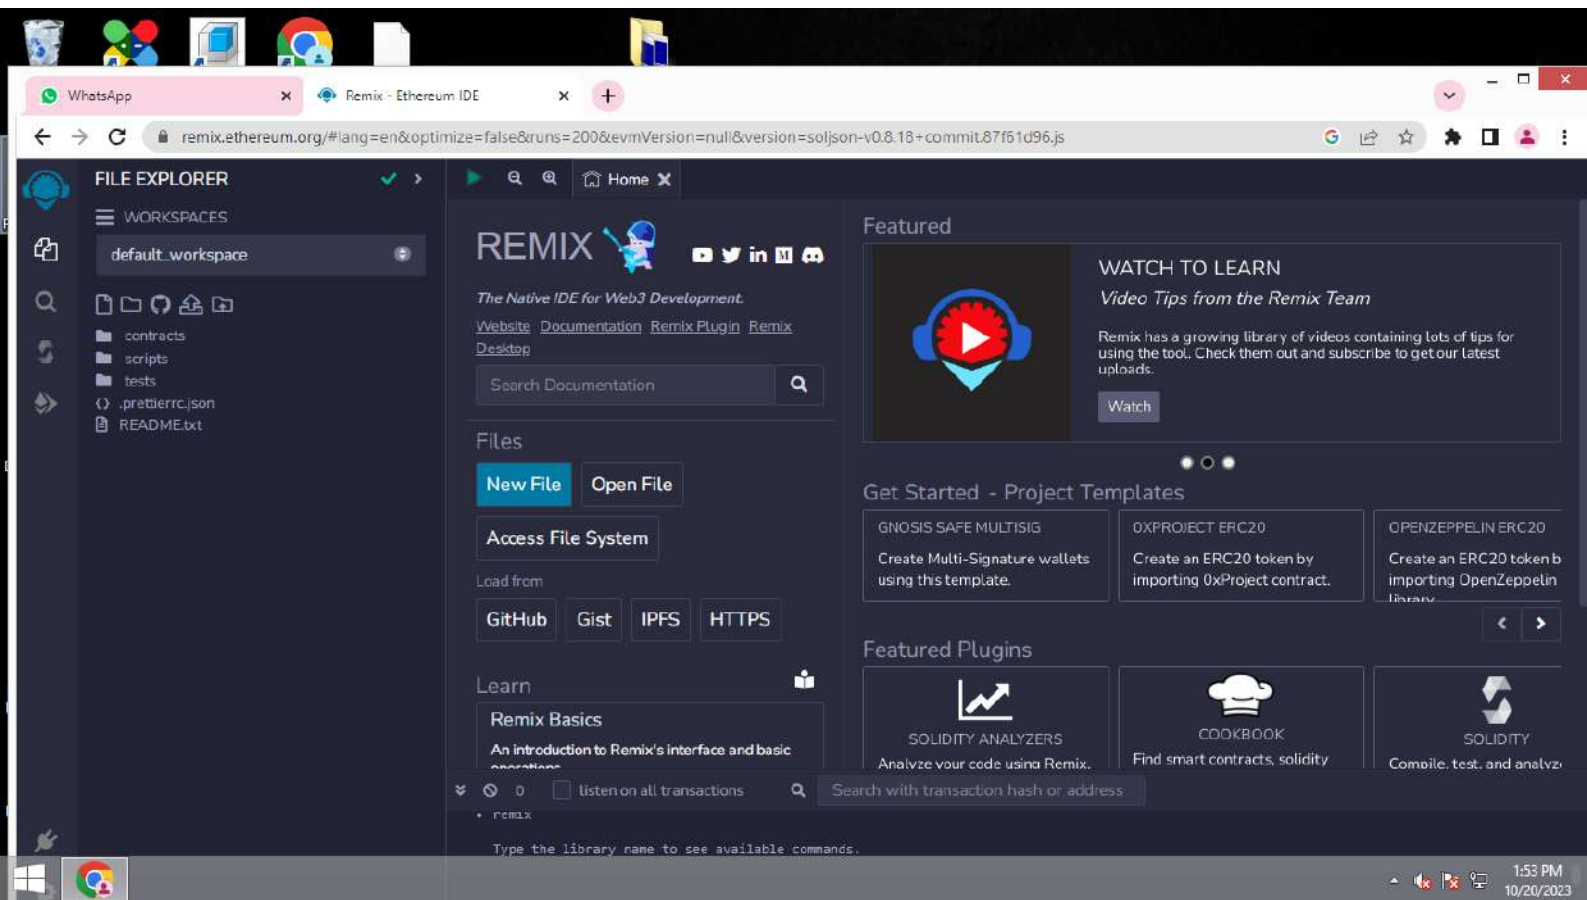 WhatsApp
Remix - Ethereum IDE
remix.ethereum.org/#lang=en&optimize=false&runs=200&evmVersion=null&version=soljson-v0.8.18+commit.87f61d96.js
FILE EXPLORER
WORKSPACES
default_workspace
contracts
scripts
tests
.prettierrc.json
README.txt
Home
REMIX
The Native IDE for Web3 Development.
Website Documentation Remix Plugin Remix
Desktop
Search Documentation
Files
New File Open File
Access File System
Load from
GitHub Gist IPFS HTTPS
Learn
Remix Basics
An introduction to Remix's interface and basic
operations
Featured
WATCH TO LEARN
Video Tips from the Remix Team
Remix has a growing library of videos containing lots of tips for
using the tool. Check them out and subscribe to get our latest
uploads.
Watch
Get Started - Project Templates
GNOSIS SAFE MULTISIG
Create Multi-Signature wallets
using this template.
0XPROJECT ERC20
Create an ERC20 token by
importing 0xProject contract.
OPENZEPPELIN ERC20
Create an ERC20 token b
importing OpenZeppelin
library
Featured Plugins
SOLIDITY ANALYZERS
Analyze your code using Remix,
COOKBOOK
Find smart contracts, solidity
SOLIDITY
Compile, test, and analyz
0 listen on all transactions Search with transaction hash or address
• remix
Type the library name to see available commands.
1:53 PM
10/20/2023